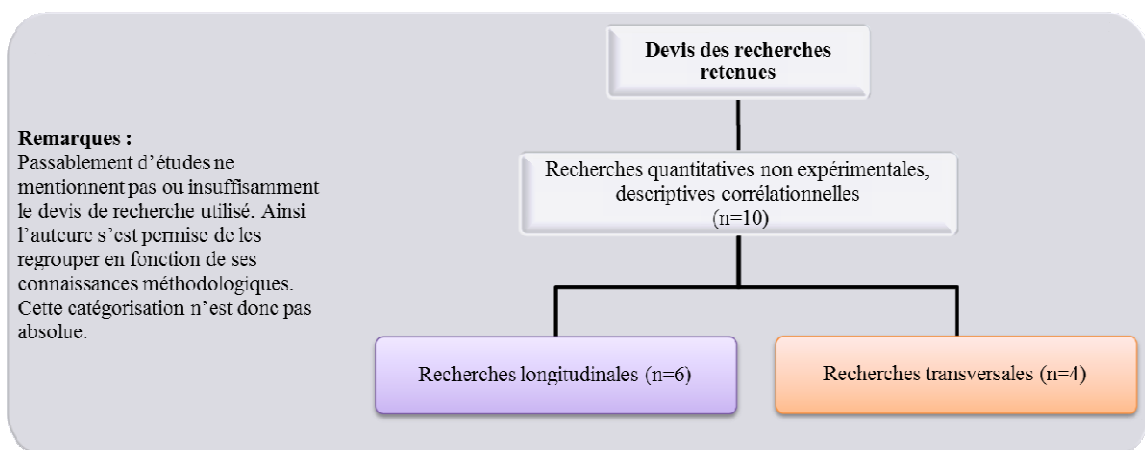 Devis des recherches
retenues
Remarques :
Passablement d'études ne
mentionnent pas ou insuffisamment
le devis de recherche utilisé. Ainsi
l'auteure s'est permise de les
regrouper en fonction de ses
connaissances méthodologiques.
Cette catégorisation n'est donc pas
absolue.
Recherches quantitatives non expérimentales,
descriptives corrélationnelles
(n=10)
Recherches longitudinales (n=6)
Recherches transversales (n=4)